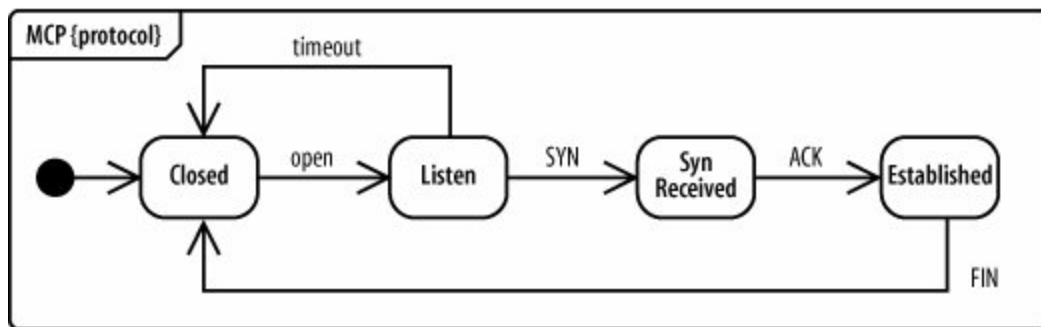 MCP {protocol}
timeout
Closed
open
Listen
SYN
Syn
Received
ACK
Established
FIN